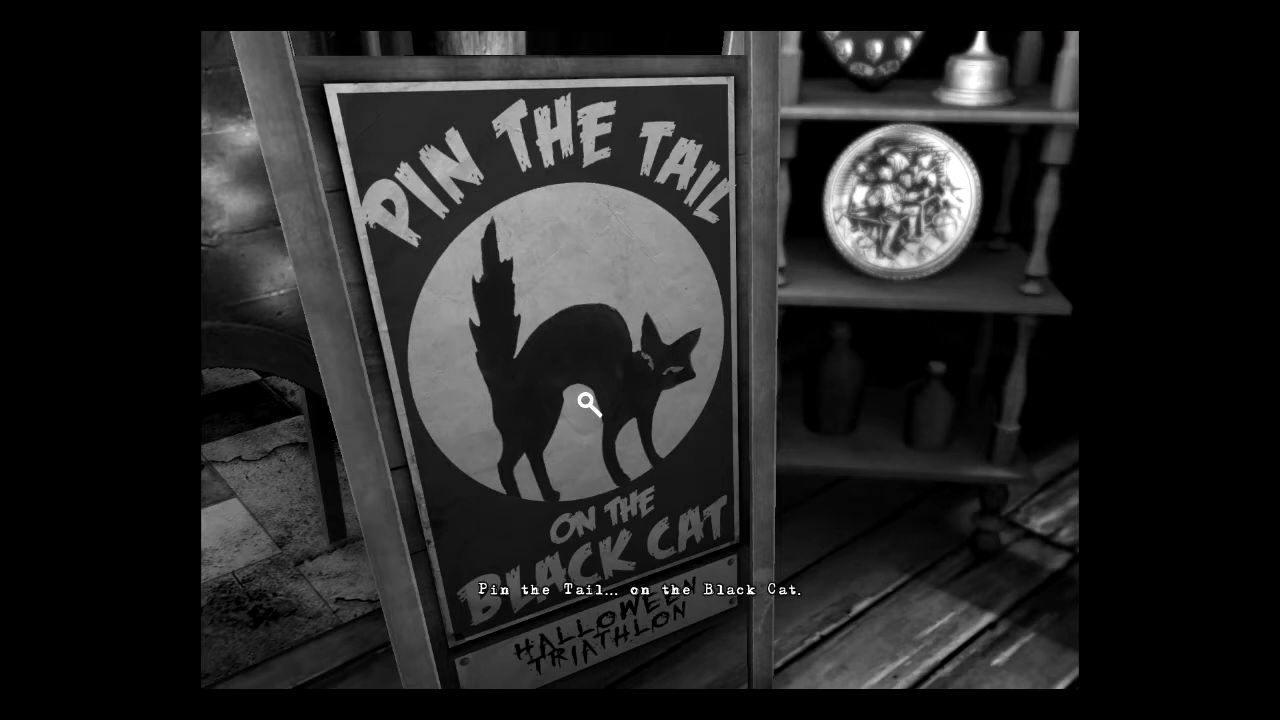 PIN THE TAIL
ON THE
BLACK CAT
Pin the Tail... on the Black Cat.
HALLOWEEN
TRIATHLON